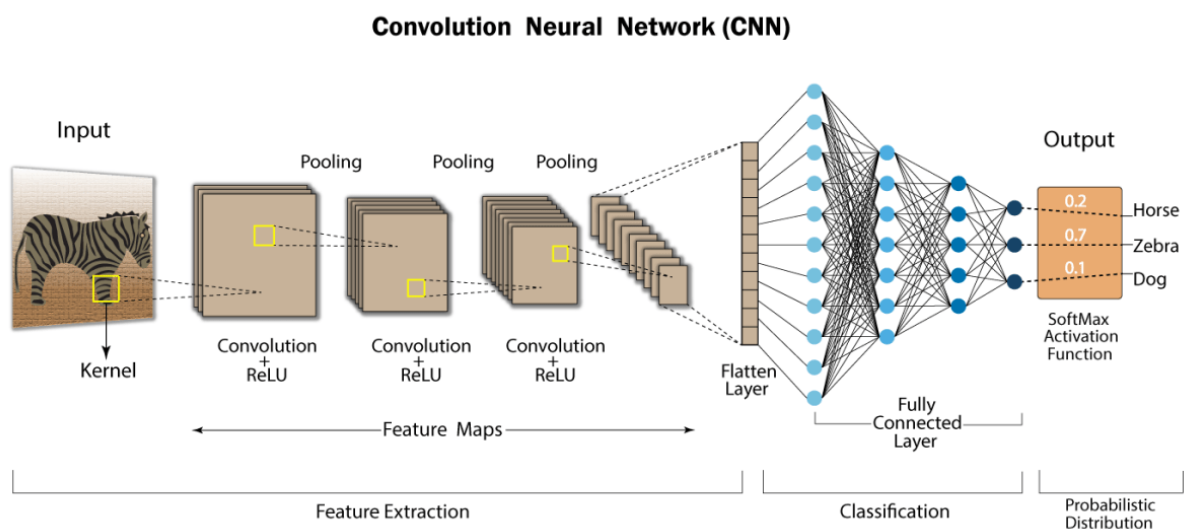 Convolution Neural Network (CNN)
Input
Output
Pooling
Pooling
Pooling
0.2
Horse
0.7
Zebra
0.1
Dog
Kernel
Convolution
+
ReLU
Convolution
+
ReLU
Convolution
+
ReLU
Flatten
Layer
SoftMax
Activation
Function
Feature Maps
Fully
Connected
Layer
Feature Extraction
Classification
Probabilistic
Distribution